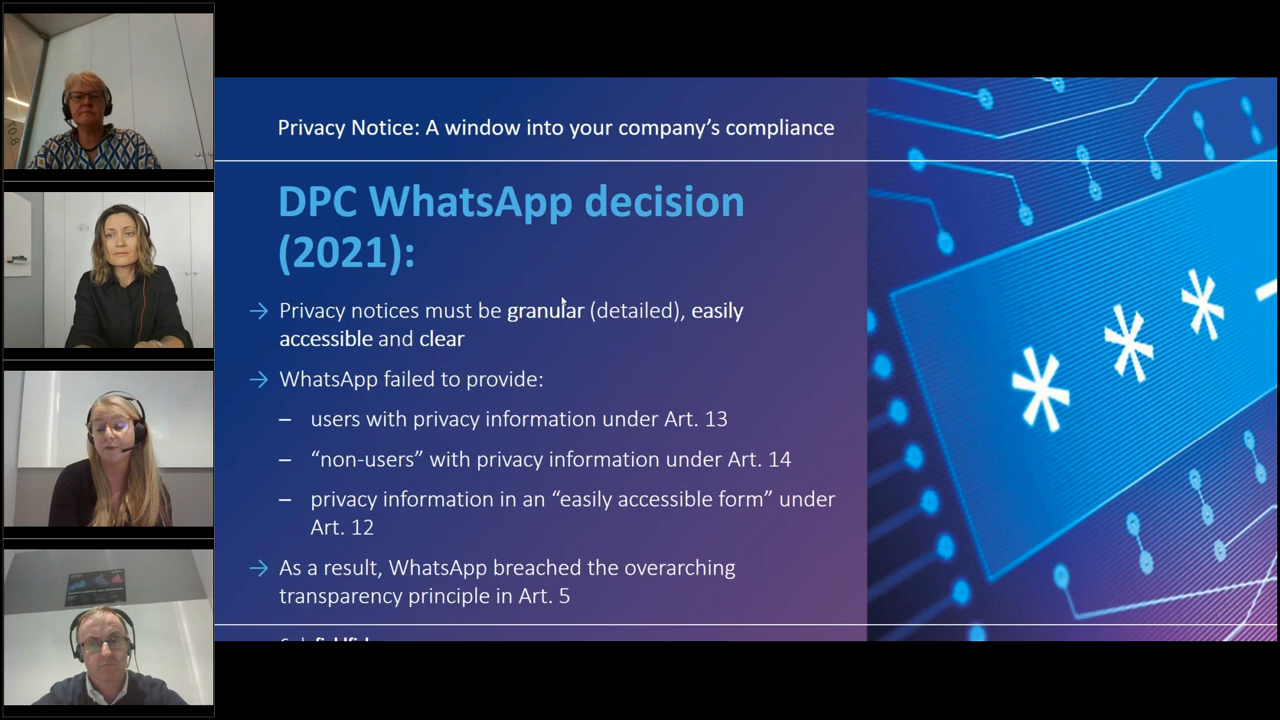 Privacy Notice: A window into your company's compliance
DPC WhatsApp decision
(2021):
→ Privacy notices must be granular (detailed), easily
accessible and clear
→ WhatsApp failed to provide:
– users with privacy information under Art. 13
– “non-users” with privacy information under Art. 14
– privacy information in an “easily accessible form” under
Art. 12
→ As a result, WhatsApp breached the overarching
transparency principle in Art. 5
* * *